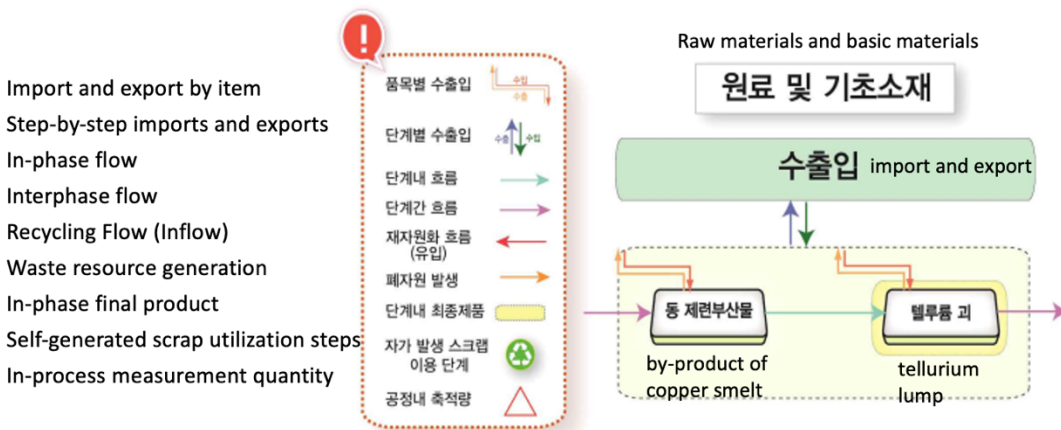 Import and export by item
Step-by-step imports and exports
In-phase flow
Interphase flow
Recycling Flow (Inflow)
Waste resource generation
In-phase final product
Self-generated scrap utilization steps
In-process measurement quantity
!
품목별 수출입
수입
수출
단계별 수출입
수출
수입
단계내 흐름
단계간 흐름
재자원화 흐름
(유입)
폐자원 발생
단계내 최종제품
자가 발생 스크랩
이용 단계
공정내 축적량
Raw materials and basic materials
원료 및 기초소재
수출입 import and export
동 제련부산물
by-product of
copper smelt
텔루륨 괴
tellurium
lump